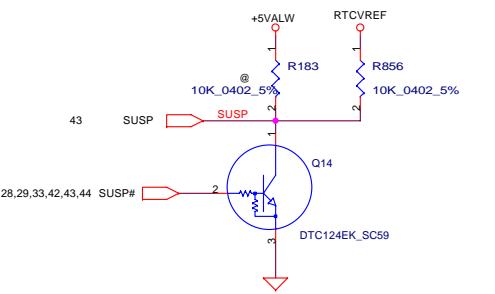 +5VALW
RTCVREF
1
1
R183
R856
@
10K_0402_5%
10K_0402_5%
2
2
43
SUSP
SUSP
1
Q14
28,29,33,42,43,44
SUSP#
2
DTC124EK_SC59
3